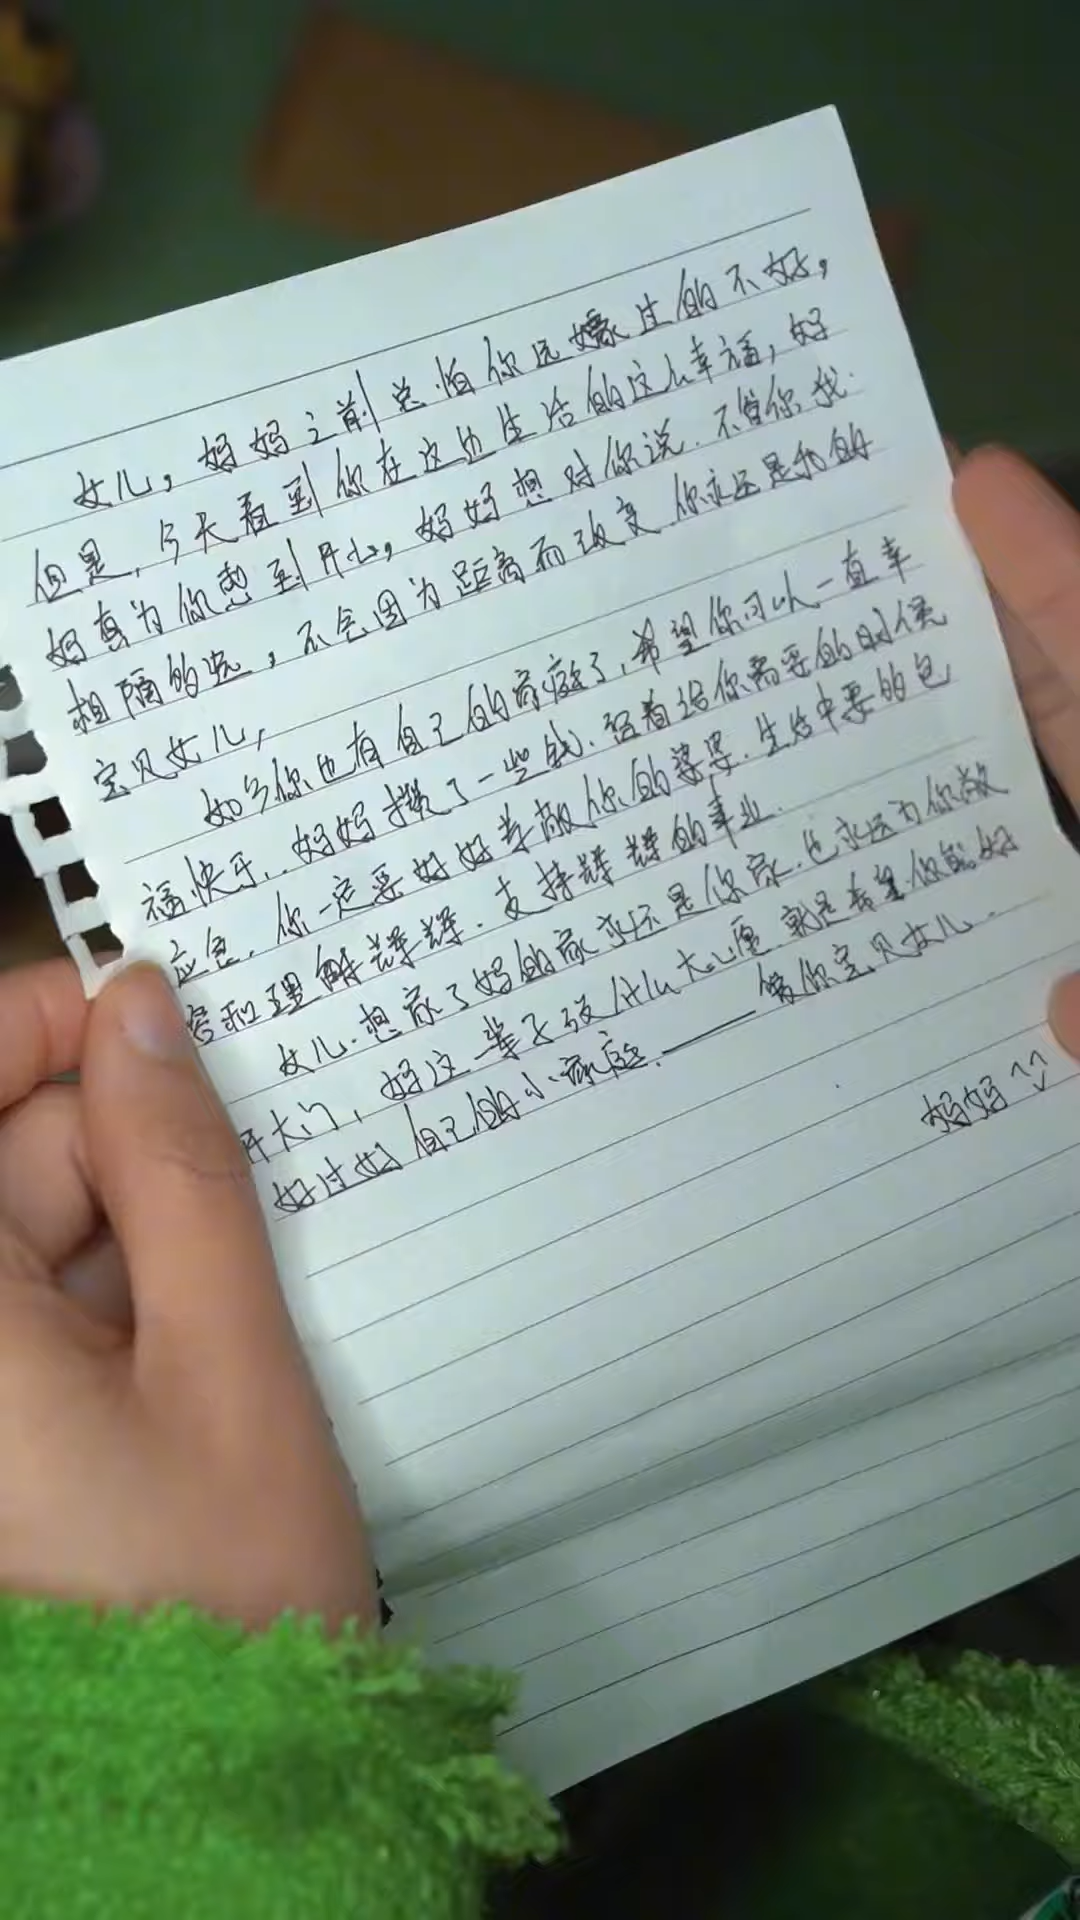 女儿，妈妈之前总怕你远嫁过的不好，
但是，今天看到你在这边生活的这么幸福，妈
妈真为你感到开心，妈妈想对你说．不管你我
相隔的远，不会因为距离而改变 你永远是我的
宝贝女儿，
如今你也有自己的家庭了，希望你可以一直幸
福快乐．．妈妈攒了一些钱．留着给你需要的时候
应急．你一定要好好孝敬你的婆婆．生活中要的包
容和理解辉辉．支持辉辉的事业．
女儿．想家了妈的家永远是你家．也永远为你敞
开大门，妈这一辈子没什么大心愿 就是希望你能好
好过好自己的小家庭．——爱你宝贝女儿．．
妈妈